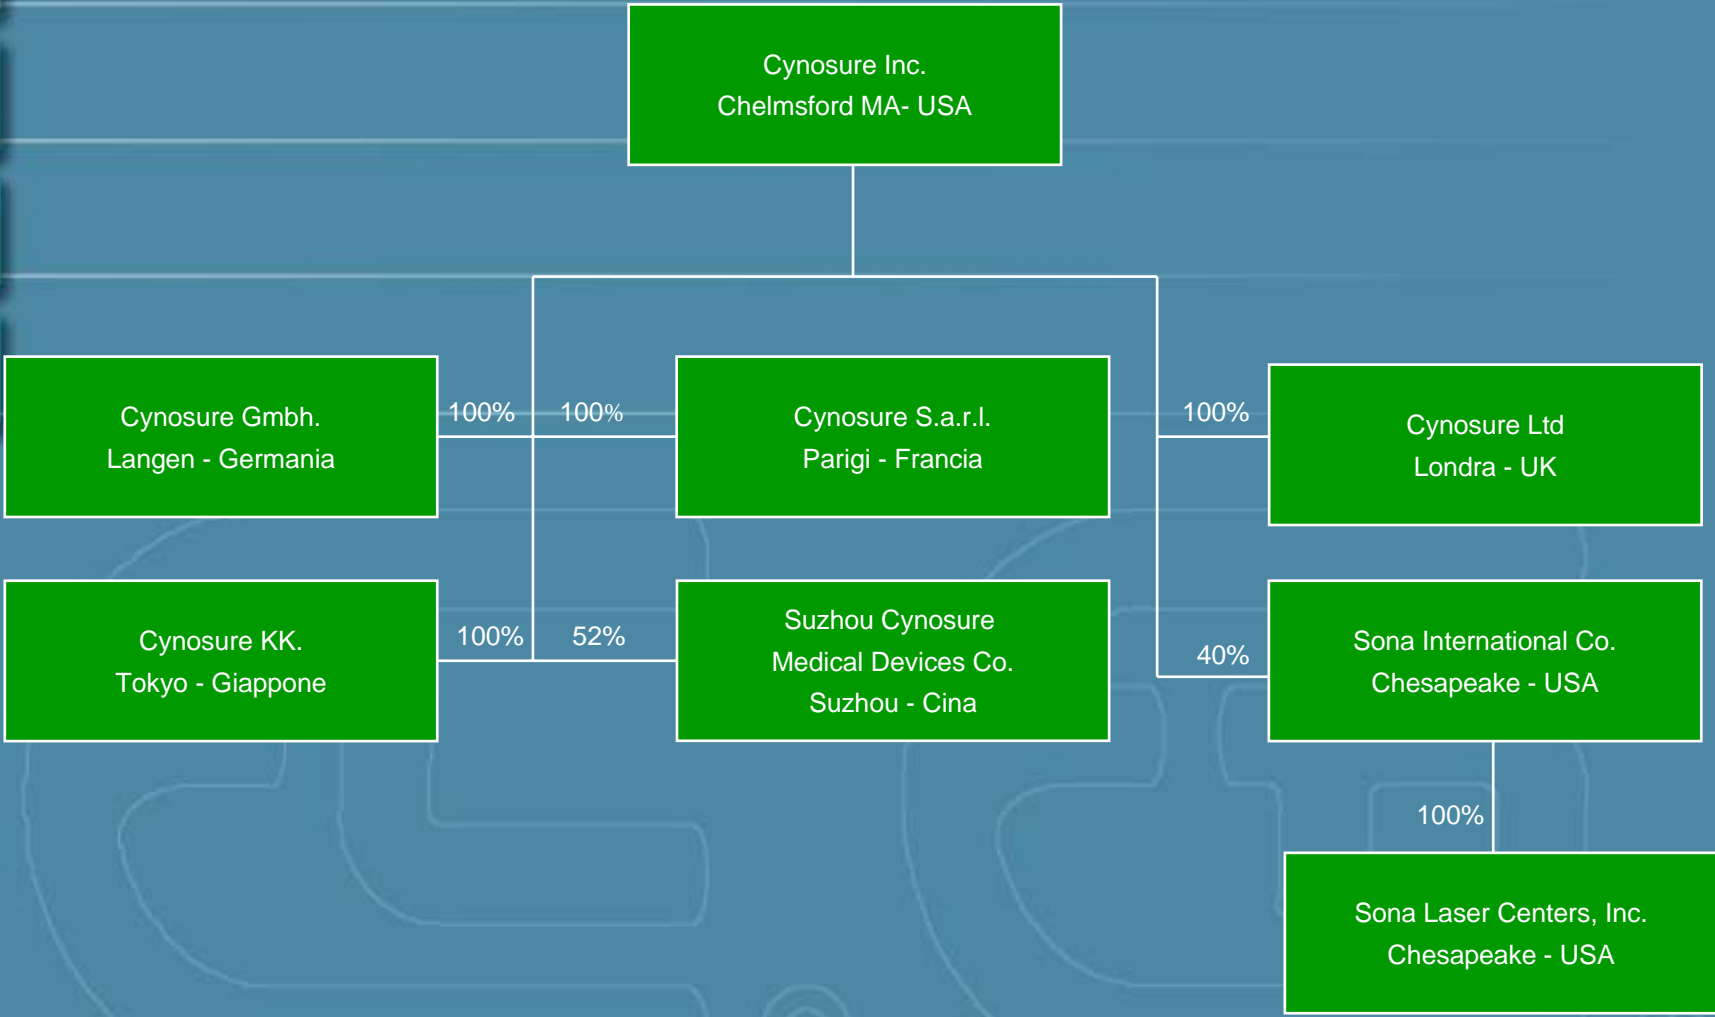 Cynosure Inc.
Chelmsford MA- USA
Cynosure Gmbh.
Langen - Germania
100%
100%
Cynosure S.a.r.l.
Parigi - Francia
100%
Cynosure Ltd
Londra - UK
Cynosure KK.
Tokyo - Giappone
100%
52%
Suzhou Cynosure
Medical Devices Co.
Suzhou - Cina
40%
Sona International Co.
Chesapeake - USA
100%
Sona Laser Centers, Inc.
Chesapeake - USA